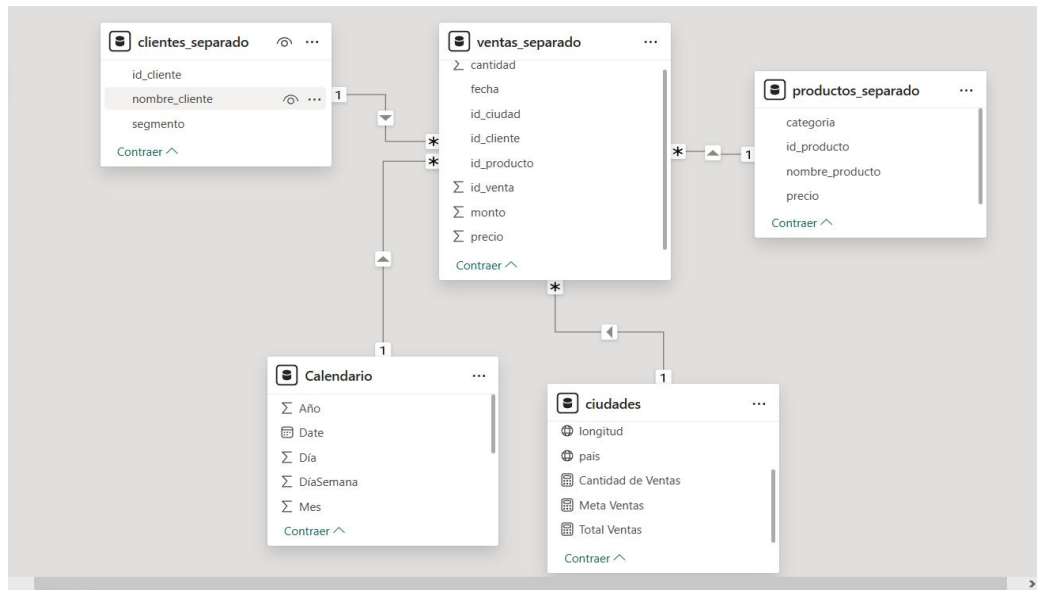 clientes_separado
id_cliente
nombre_cliente
segmento
Contraer
1
*
ventas_separado
Σ cantidad
fecha
id_ciudad
id_cliente
id_producto
Σ id_venta
Σ monto
Σ precio
Contraer
*
*
1
*
productos_separado
categoria
id_producto
nombre_producto
precio
Contraer
1
Calendario
Σ Año
Date
Σ Día
Σ DíaSemana
Σ Mes
Contraer
1
ciudades
longitud
pais
Cantidad de Ventas
Meta Ventas
Total Ventas
Contraer